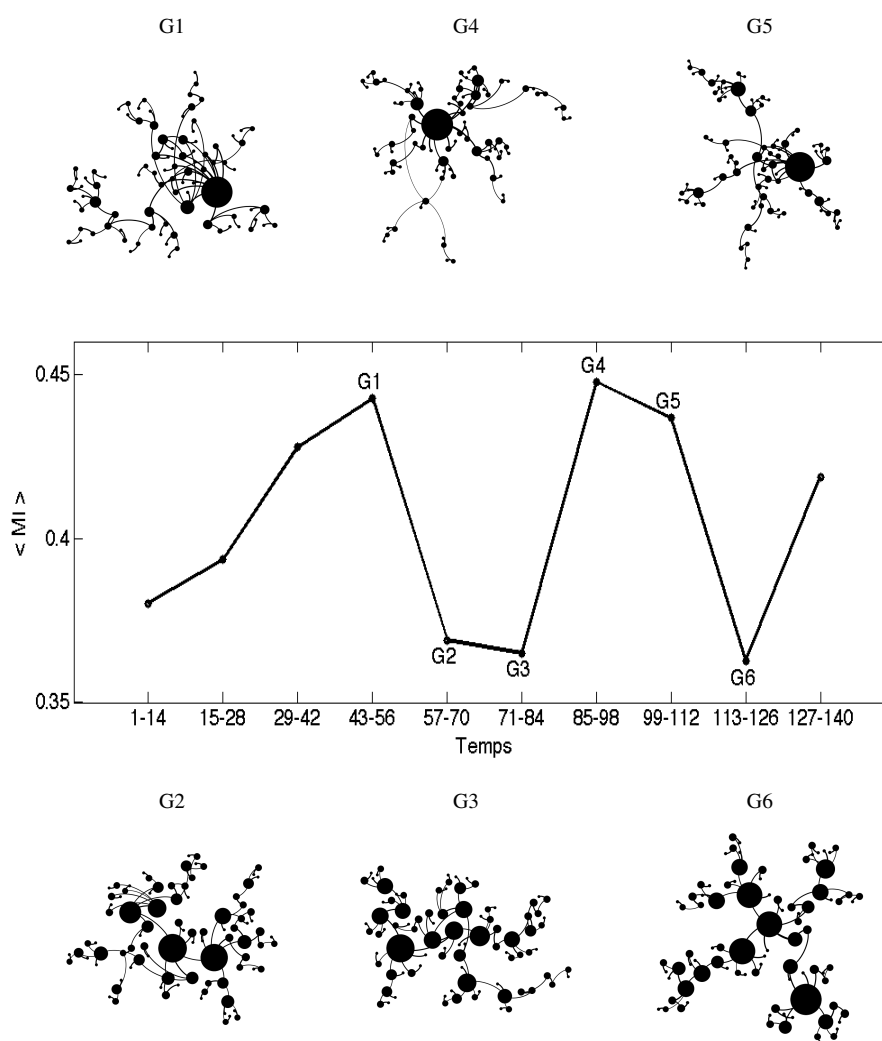 G1 G4 G5
0.45
0.4
0.35
< MI >
G1
G2
G3
G4
G5
G6
1-14 15-28 29-42 43-56 57-70 71-84 85-98 99-112 113-126 127-140
Temps
G2 G3 G6